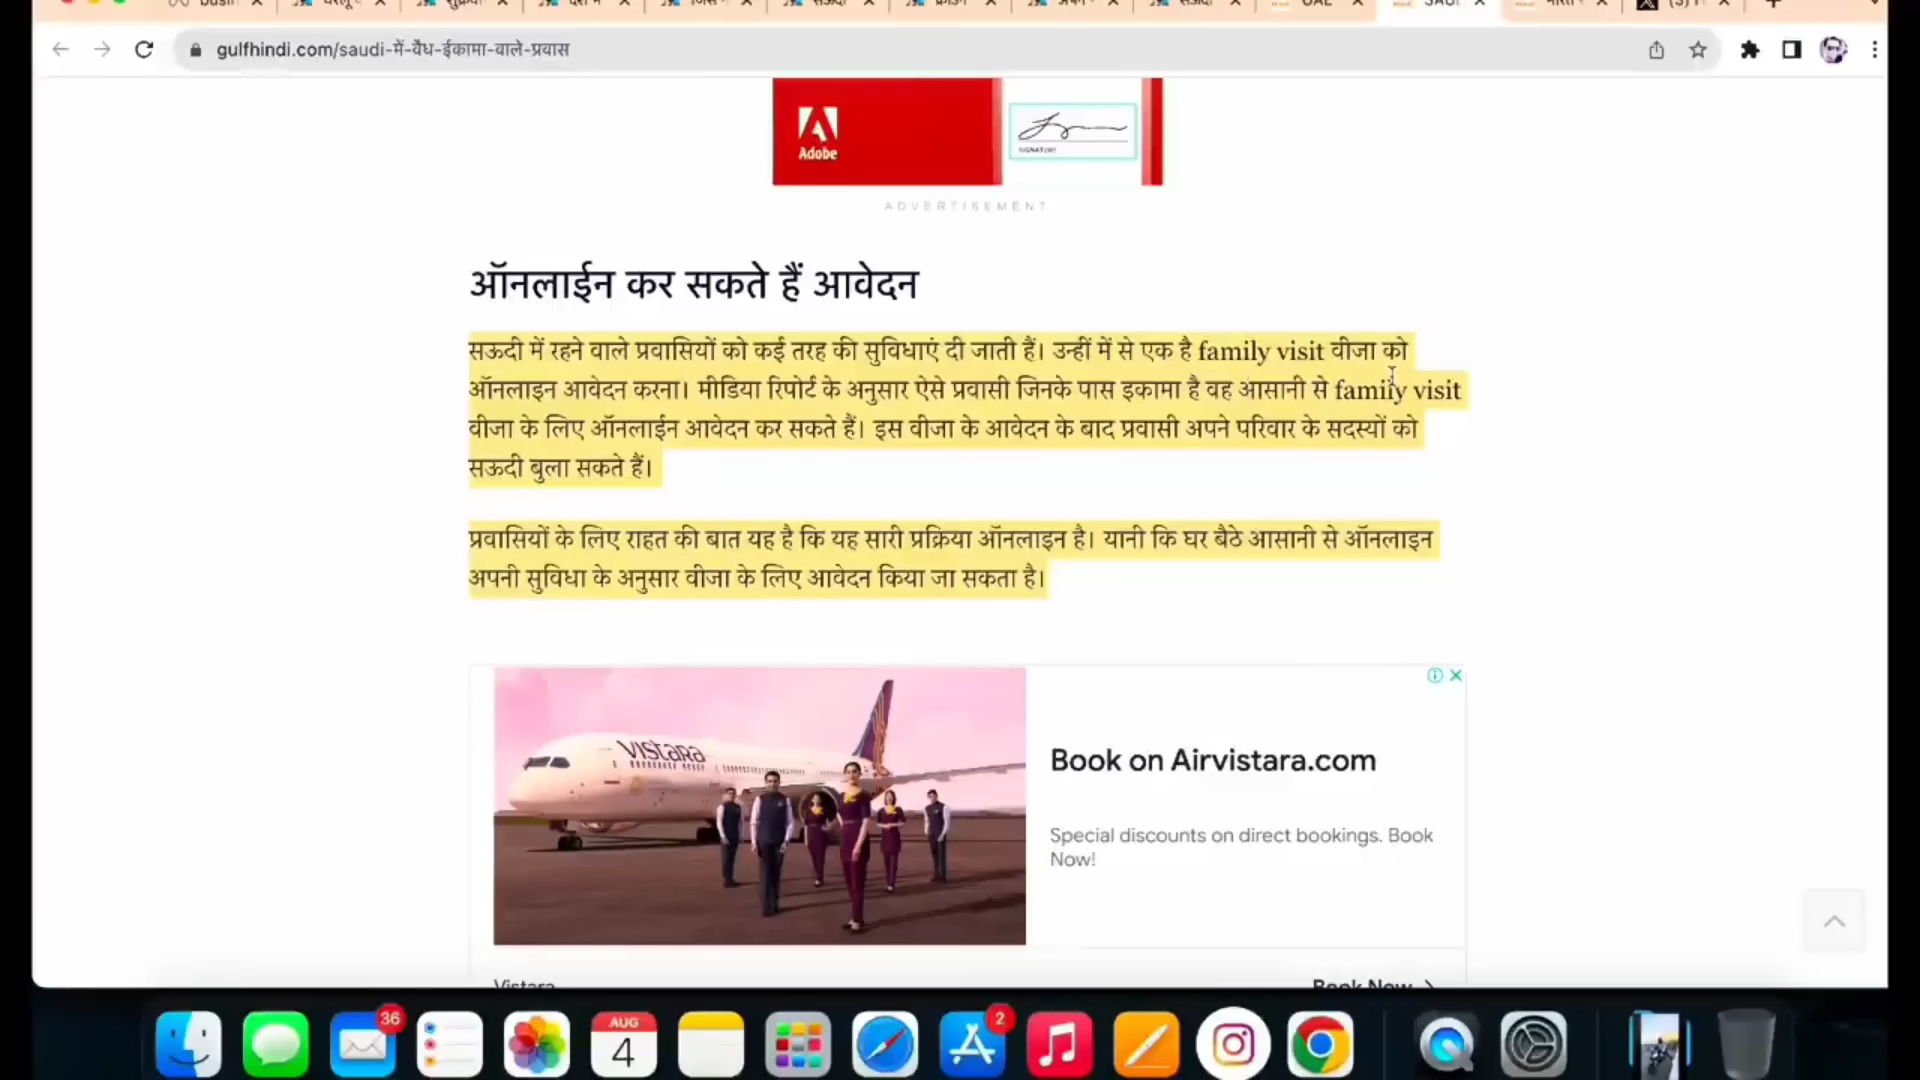 gulfhindi.com/saudi-में-वैध-ईकामा-वाले-प्रवास
Adobe
SIGNATURE
ADVERTISEMENT
ऑनलाईन कर सकते हैं आवेदन
सऊदी में रहने वाले प्रवासियों को कई तरह की सुविधाएं दी जाती हैं। उन्हीं में से एक है family visit वीजा को
ऑनलाइन आवेदन करना। मीडिया रिपोर्ट के अनुसार ऐसे प्रवासी जिनके पास इकामा है वह आसानी से family visit
वीजा के लिए ऑनलाईन आवेदन कर सकते हैं। इस वीजा के आवेदन के बाद प्रवासी अपने परिवार के सदस्यों को
सऊदी बुला सकते हैं।
प्रवासियों के लिए राहत की बात यह है कि यह सारी प्रक्रिया ऑनलाइन है। यानी कि घर बैठे आसानी से ऑनलाइन
अपनी सुविधा के अनुसार वीजा के लिए आवेदन किया जा सकता है।
vistara
Book on Airvistara.com
Special discounts on direct bookings. Book
Now!
Vistara
Book Now
36
AUG
4
2